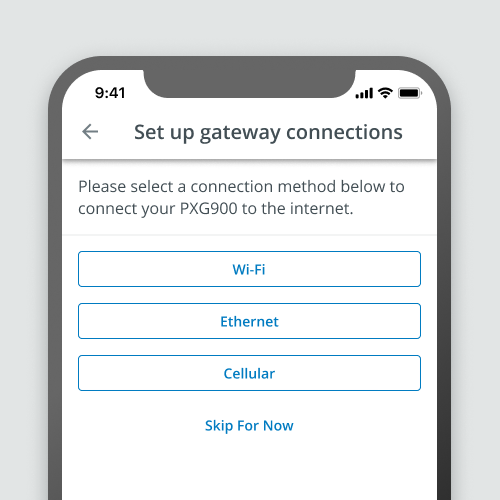 9:41
Set up gateway connections
Please select a connection method below to
connect your PXG900 to the internet.
Wi-Fi
Ethernet
Cellular
Skip For Now